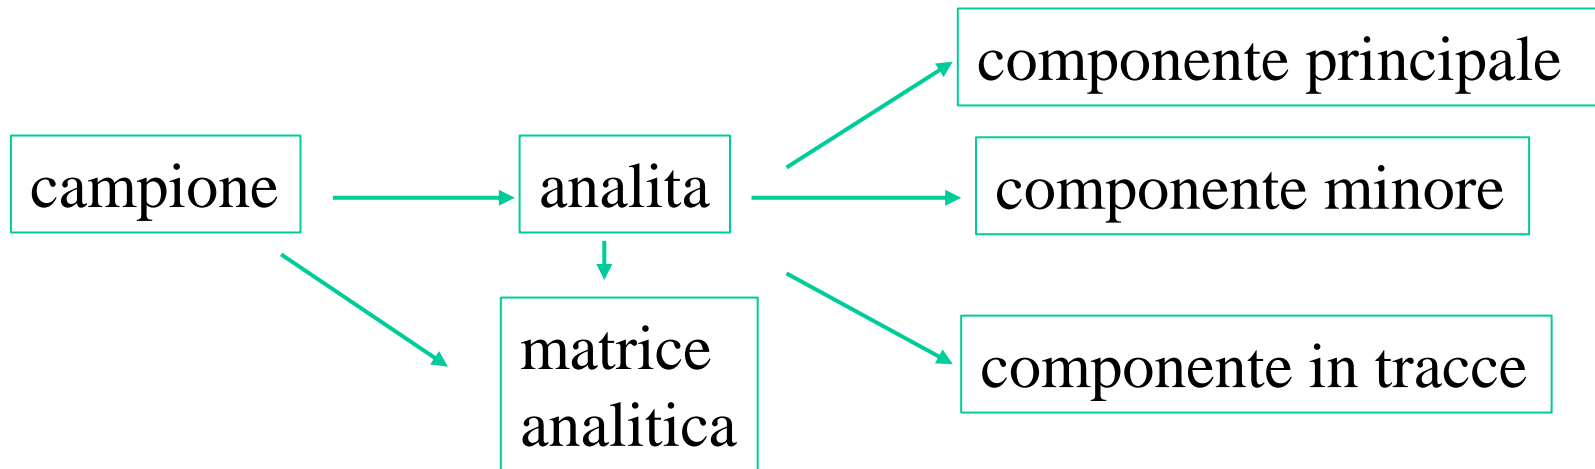 componente principale
campione
analita
componente minore
matrice
analitica
componente in tracce